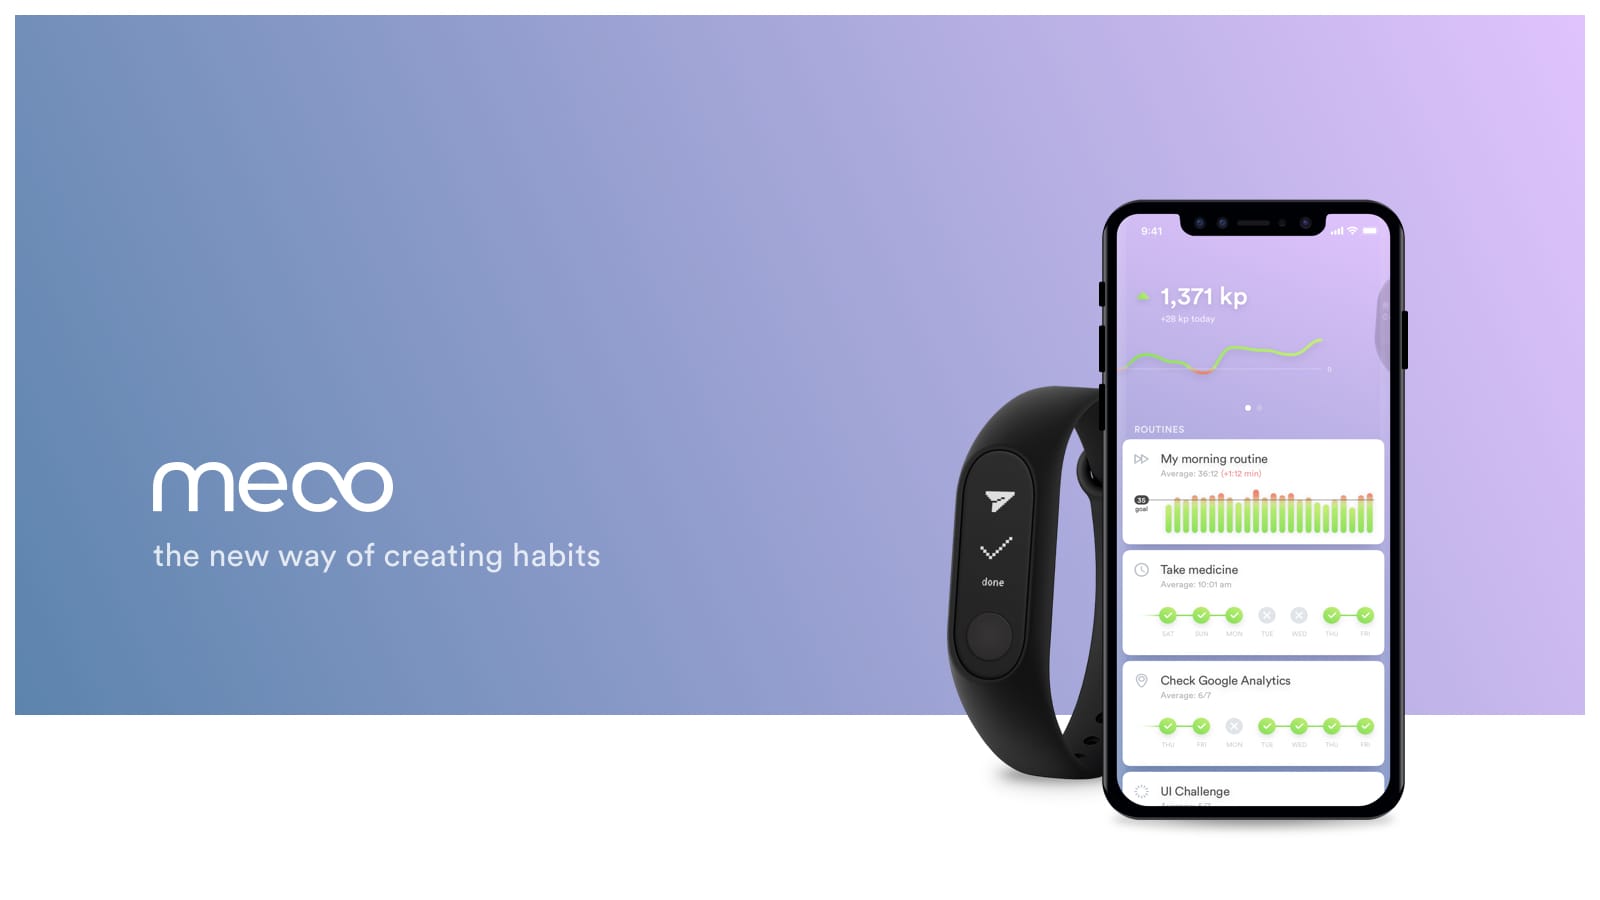 meco
the new way of creating habits
done
9:41
1,371 kp
+28 kp today
0
ROUTINES
My morning routine
Average: 36:12 (+1:12 min)
35
goal
Take medicine
Average: 10:01 am
SAT SUN MON TUE WED THU FRI
Check Google Analytics
Average: 6/7
THU FRI MON TUE WED THU FRI
UI Challenge